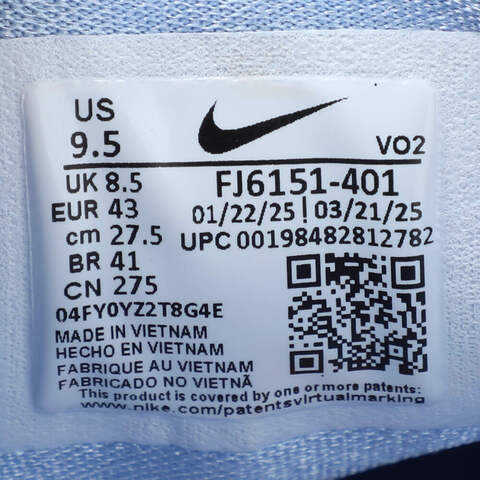 US
9.5
VO2
UK 8.5
FJ6151-401
EUR 43
01/22/25 | 03/21/25
cm 27.5
UPC 00198482812782
BR 41
CN 275
04FY0YZ2T8G4E
MADE IN VIETNAM
HECHO EN VIETNAM
FABRIQUE AU VIETNAM
FABRICADO NO VIETNÃ
This product is covered by one or more patents:
www.nike.com/patentsvirtualmarking